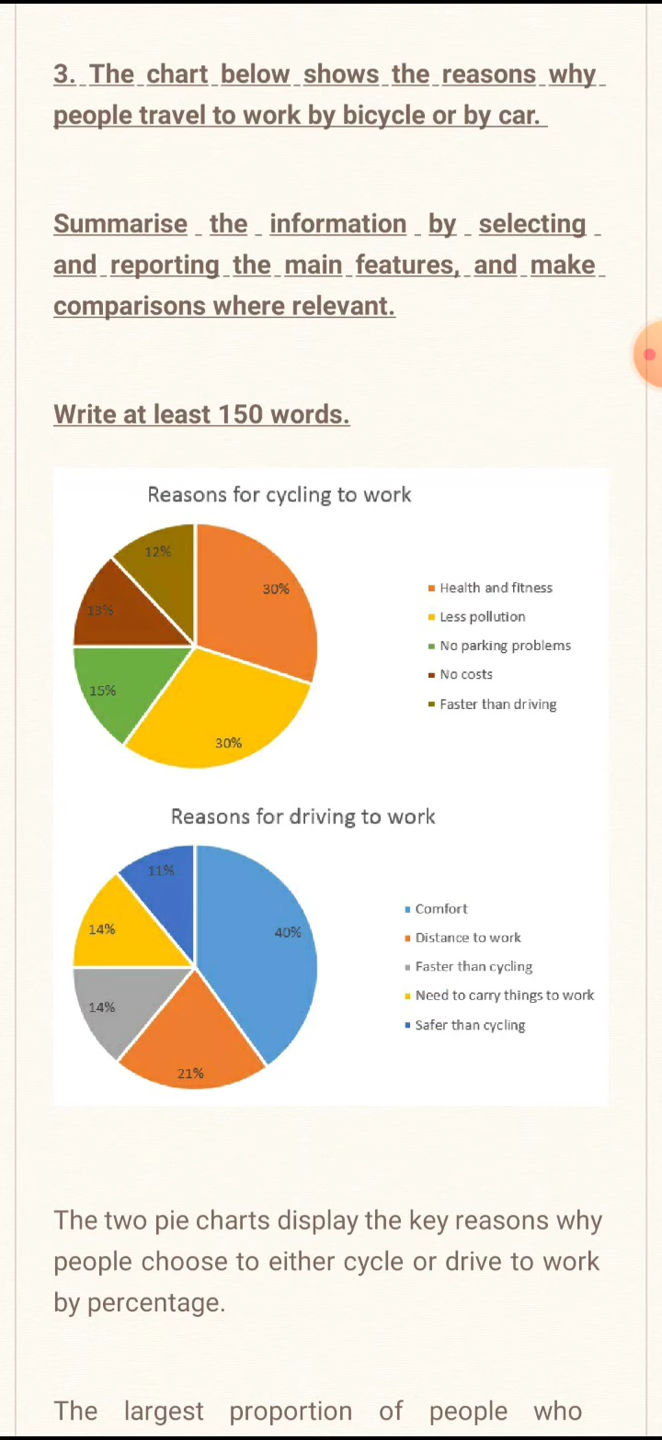 3. The chart below shows the reasons why
people travel to work by bicycle or by car.
Summarise the information by selecting
and reporting the main features, and make
comparisons where relevant.
Write at least 150 words.
Reasons for cycling to work
12%
30%
13%
15%
30%
Health and fitness
Less pollution
No parking problems
No costs
Faster than driving
Reasons for driving to work
11%
14%
40%
14%
21%
Comfort
Distance to work
Faster than cycling
Need to carry things to work
Safer than cycling
The two pie charts display the key reasons why
people choose to either cycle or drive to work
by percentage.
The largest proportion of people who